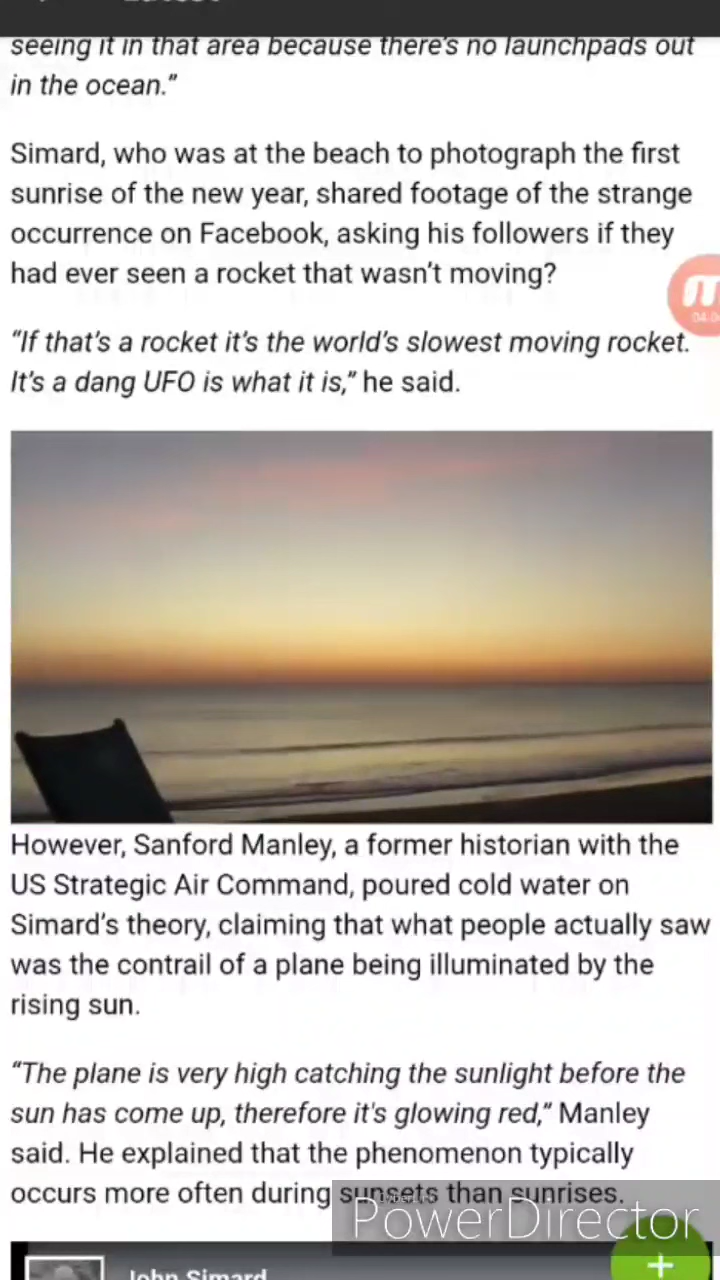 seeing it in that area because there's no launchpads out
in the ocean.”
Simard, who was at the beach to photograph the first
sunrise of the new year, shared footage of the strange
occurrence on Facebook, asking his followers if they
had ever seen a rocket that wasn't moving?
“If that's a rocket it's the world's slowest moving rocket.
It's a dang UFO is what it is,” he said.
However, Sanford Manley, a former historian with the
US Strategic Air Command, poured cold water on
Simard's theory, claiming that what people actually saw
was the contrail of a plane being illuminated by the
rising sun.
“The plane is very high catching the sunlight before the
sun has come up, therefore it's glowing red,” Manley
said. He explained that the phenomenon typically
occurs more often during sunsets than sunrises.
PowerDirector
John Simard